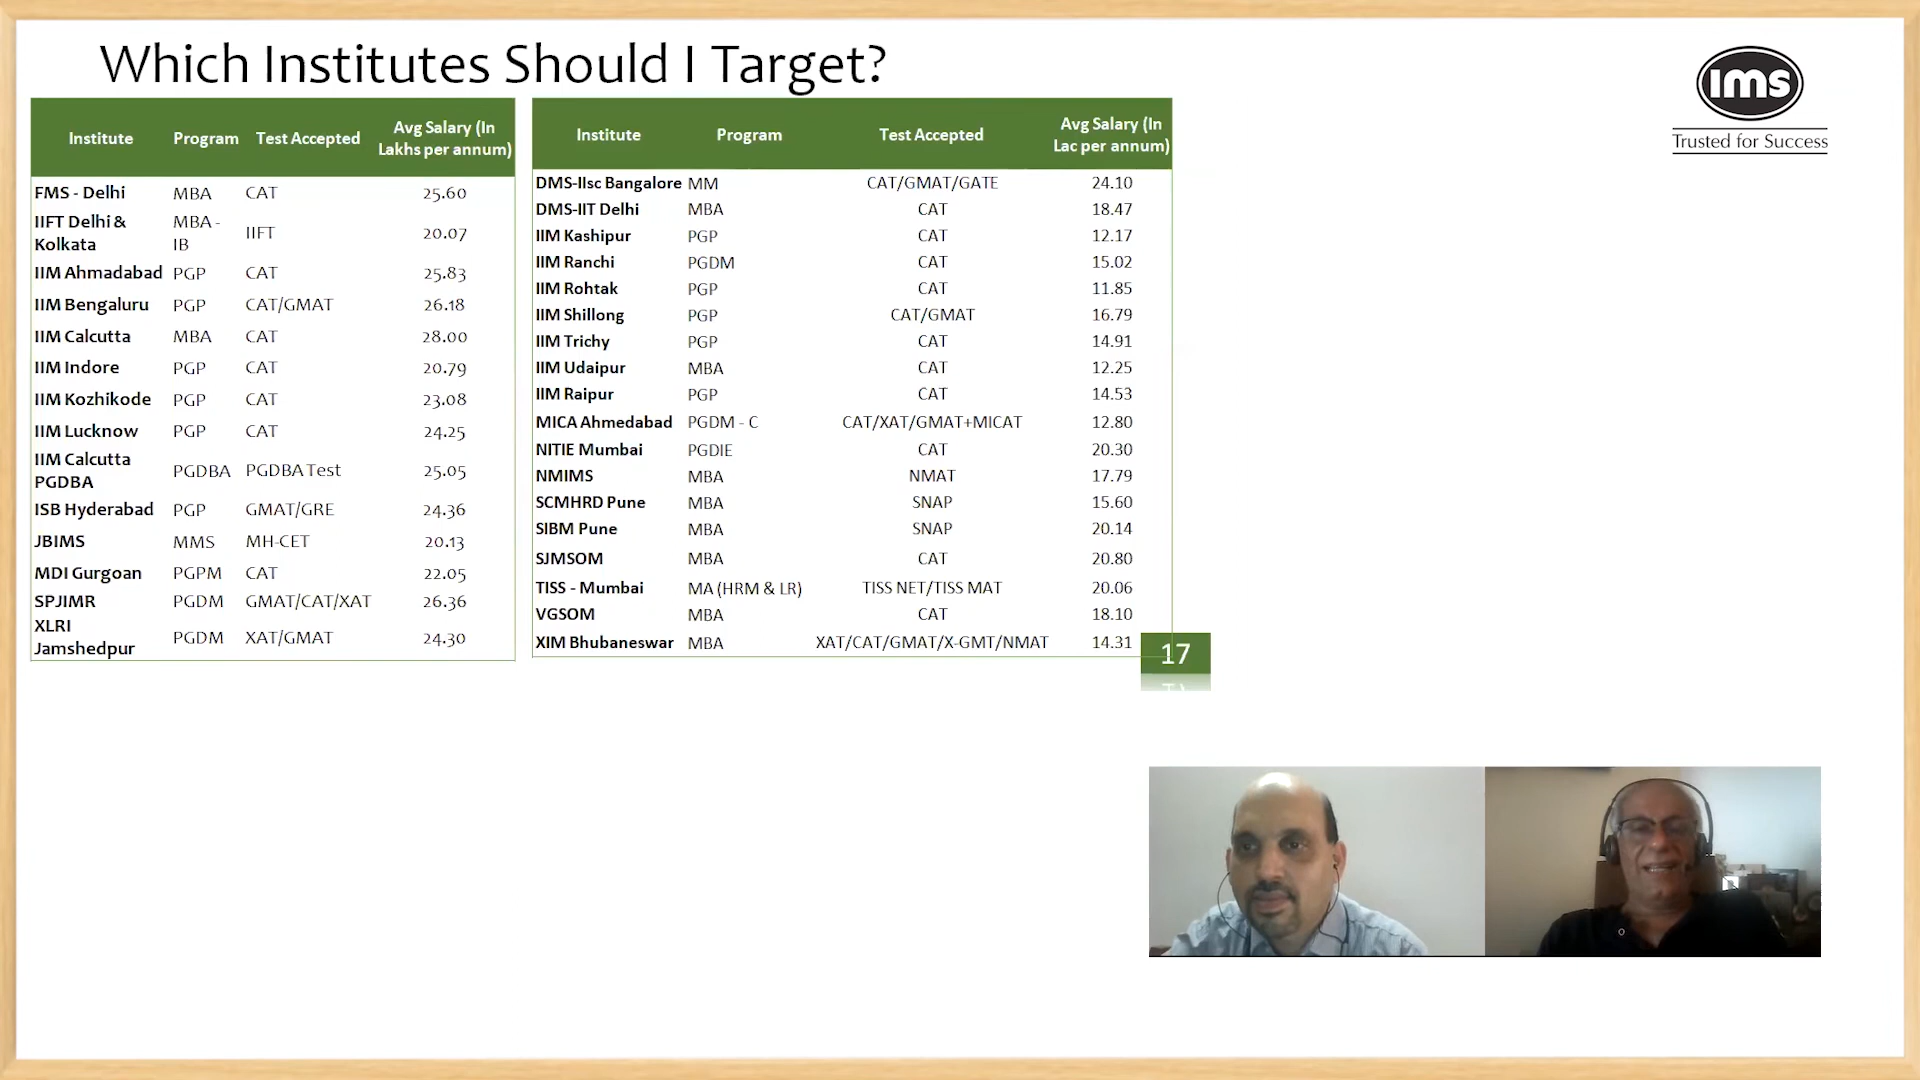 Which Institutes Should I Target?
ims
Trusted for Success
Institute Program Test Accepted Avg Salary (In Lakhs per annum)
FMS - Delhi MBA CAT 25.60
IIFT Delhi & Kolkata MBA - IB IIFT 20.07
IIM Ahmadabad PGP CAT 25.83
IIM Bengaluru PGP CAT/GMAT 26.18
IIM Calcutta MBA CAT 28.00
IIM Indore PGP CAT 20.79
IIM Kozhikode PGP CAT 23.08
IIM Lucknow PGP CAT 24.25
IIM Calcutta PGDBA PGDBA PGDBA Test 25.05
ISB Hyderabad PGP GMAT/GRE 24.36
JBIMS MMS MH-CET 20.13
MDI Gurgoan PGPM CAT 22.05
SPJIMR PGDM GMAT/CAT/XAT 26.36
XLRI Jamshedpur PGDM XAT/GMAT 24.30
Institute Program Test Accepted Avg Salary (In Lac per annum)
DMS-IIsc Bangalore MM CAT/GMAT/GATE 24.10
DMS-IIT Delhi MBA CAT 18.47
IIM Kashipur PGP CAT 12.17
IIM Ranchi PGDM CAT 15.02
IIM Rohtak PGP CAT 11.85
IIM Shillong PGP CAT/GMAT 16.79
IIM Trichy PGP CAT 14.91
IIM Udaipur MBA CAT 12.25
IIM Raipur PGP CAT 14.53
MICA Ahmedabad PGDM - C CAT/XAT/GMAT+MICAT 12.80
NITIE Mumbai PGDIE CAT 20.30
NMIMS MBA NMAT 17.79
SCMHRD Pune MBA SNAP 15.60
SIBM Pune MBA SNAP 20.14
SJMSOM MBA CAT 20.80
TISS - Mumbai MA (HRM & LR) TISS NET/TISS MAT 20.06
VGSOM MBA CAT 18.10
XIM Bhubaneswar MBA XAT/CAT/GMAT/X-GMT/NMAT 14.31
17